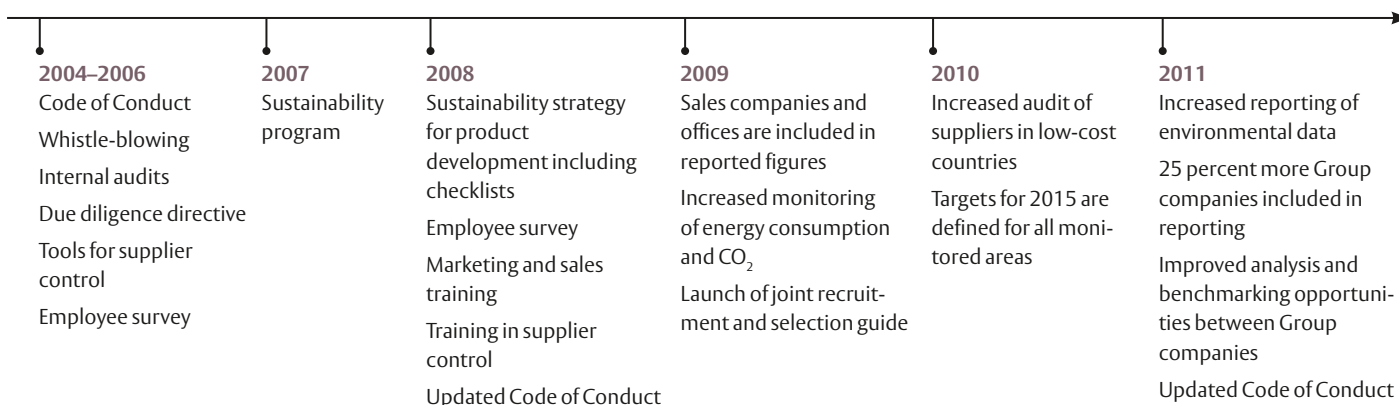 2004–2006
Code of Conduct
Whistle-blowing
Internal audits
Due diligence directive
Tools for supplier
control
Employee survey
2007
Sustainability
program
2008
Sustainability strategy
for product
development including
checklists
Employee survey
Marketing and sales
training
Training in supplier
control
Updated Code of Conduct
2009
Sales companies and
offices are included in
reported figures
Increased monitoring
of energy consumption
and CO₂
Launch of joint recruit-
ment and selection guide
2010
Increased audit of
suppliers in low-cost
countries
Targets for 2015 are
defined for all moni-
tored areas
2011
Increased reporting of
environmental data
25 percent more Group
companies included in
reporting
Improved analysis and
benchmarking opportuni-
ties between Group
companies
Updated Code of Conduct